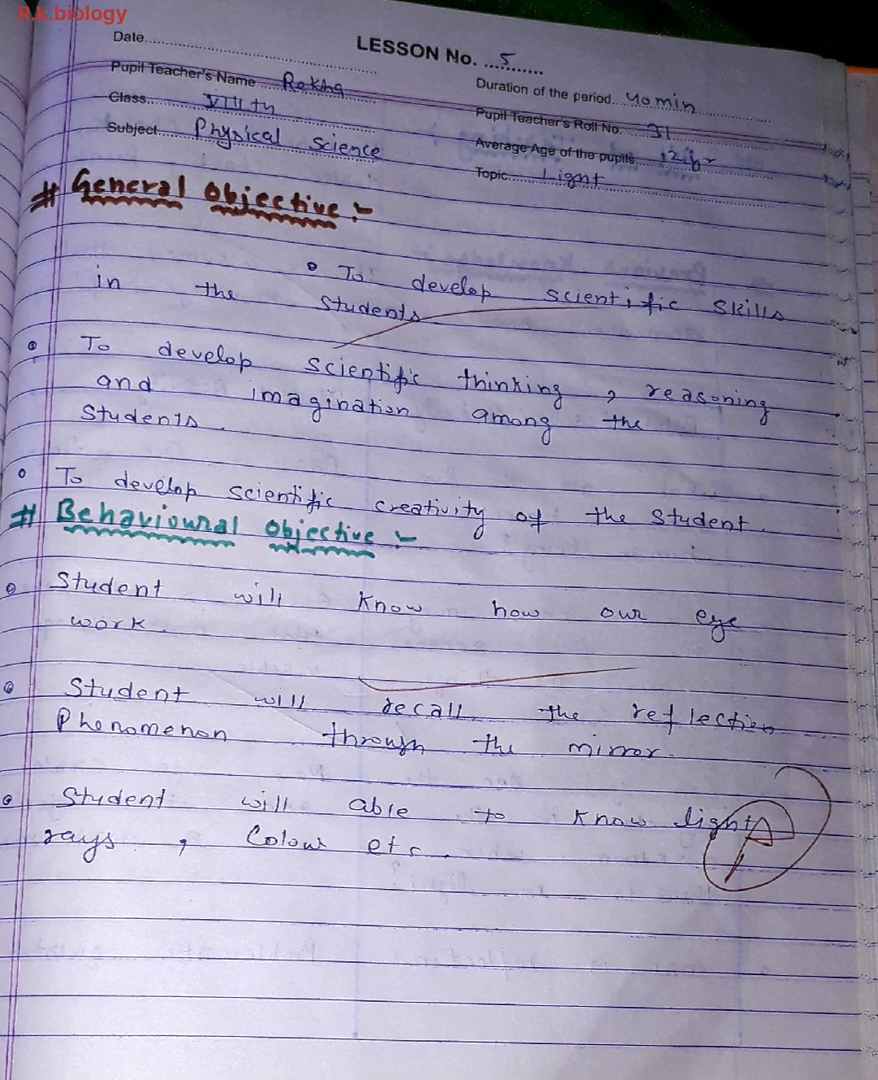 R.k.biology
LESSON No. 5
Date
Duration of the period 40 min
Pupil Teacher's Name Rekha
Pupil Teacher's Roll No. 31
Class VIIIth
Average Age of the pupils 12 yr
Subject Physical science
Topic Light
# General Objective :-
• To develop scientific skills
in the students
• To develop scientific thinking , reasoning
and imagination among the
students .
• To develop scientific creativity of the student .
# Behavioural Objective :-
• Student will know how our eye
work .
• Student will recall the reflection
Phenomenon through the mirror .
• Student will able to know light
rays , Colour etc .